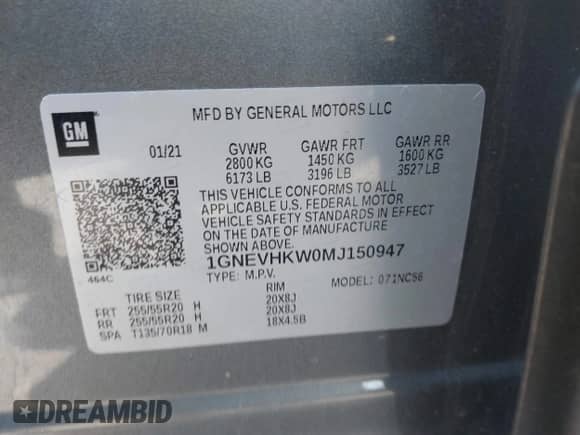 GM
MFD BY GENERAL MOTORS LLC
01/21 GVWR GAWR FRT GAWR RR
2800 KG 1450 KG 1600 KG
6173 LB 3196 LB 3527 LB
THIS VEHICLE CONFORMS TO ALL
APPLICABLE U.S. FEDERAL MOTOR
VEHICLE SAFETY STANDARDS IN EFFECT
ON THE DATE OF MANUFACTURE
SHOWN ABOVE.
464C
1GNEVHKW0MJ150947
TYPE: M.P.V. MODEL: 071NC56
TIRE SIZE RIM
FRT 255/55R20 H 20X8J
RR 255/55R20 H 20X8J
SPA T135/70R18 M 18X4.5B
DREAMBID